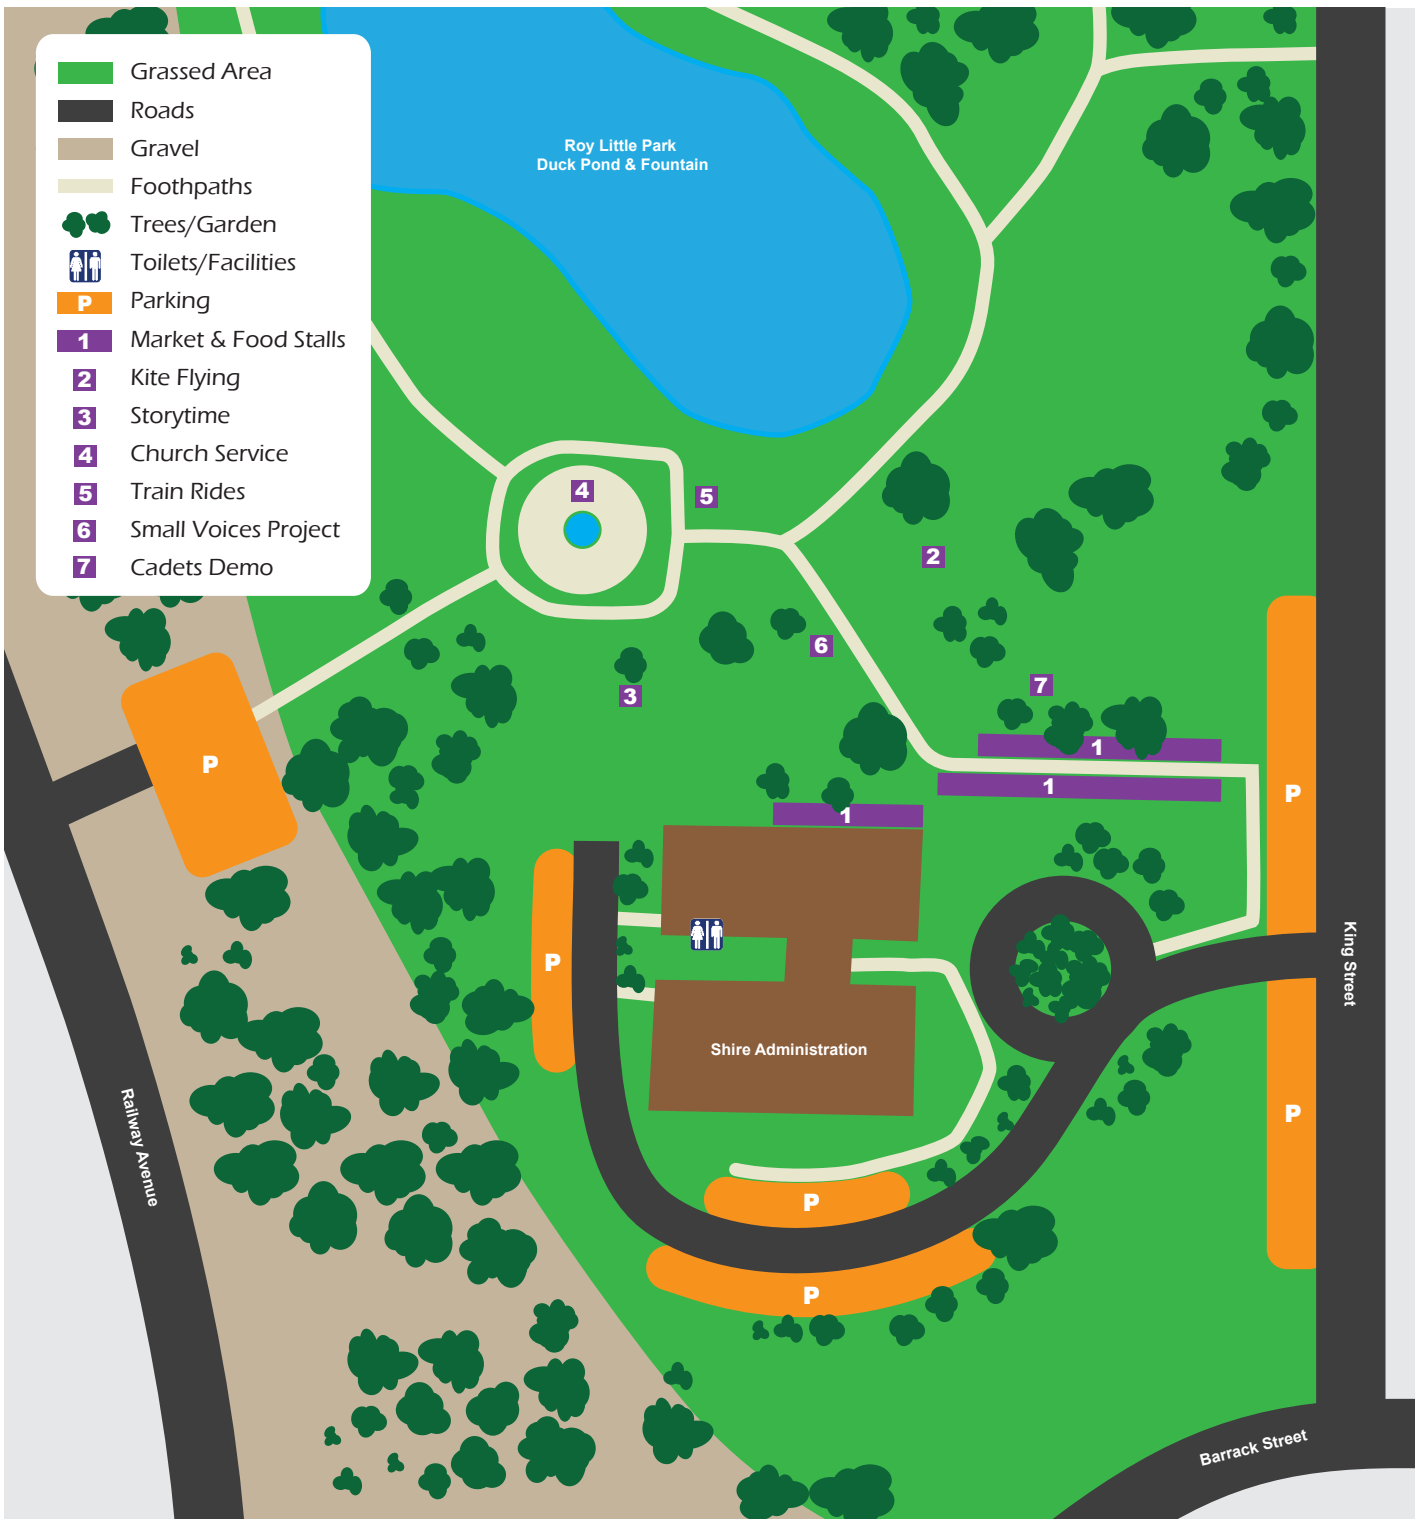 Grassed Area
Roads
Gravel
Foothpaths
Trees/Garden
Toilets/Facilities
P Parking
1 Market & Food Stalls
2 Kite Flying
3 Storytime
4 Church Service
5 Train Rides
6 Small Voices Project
7 Cadets Demo
Roy Little Park
Duck Pond & Fountain
4
5
2
6
7
3
1
P
1
P
1
P
King Street
Shire Administration
P
Railway Avenue
P
P
Barrack Street